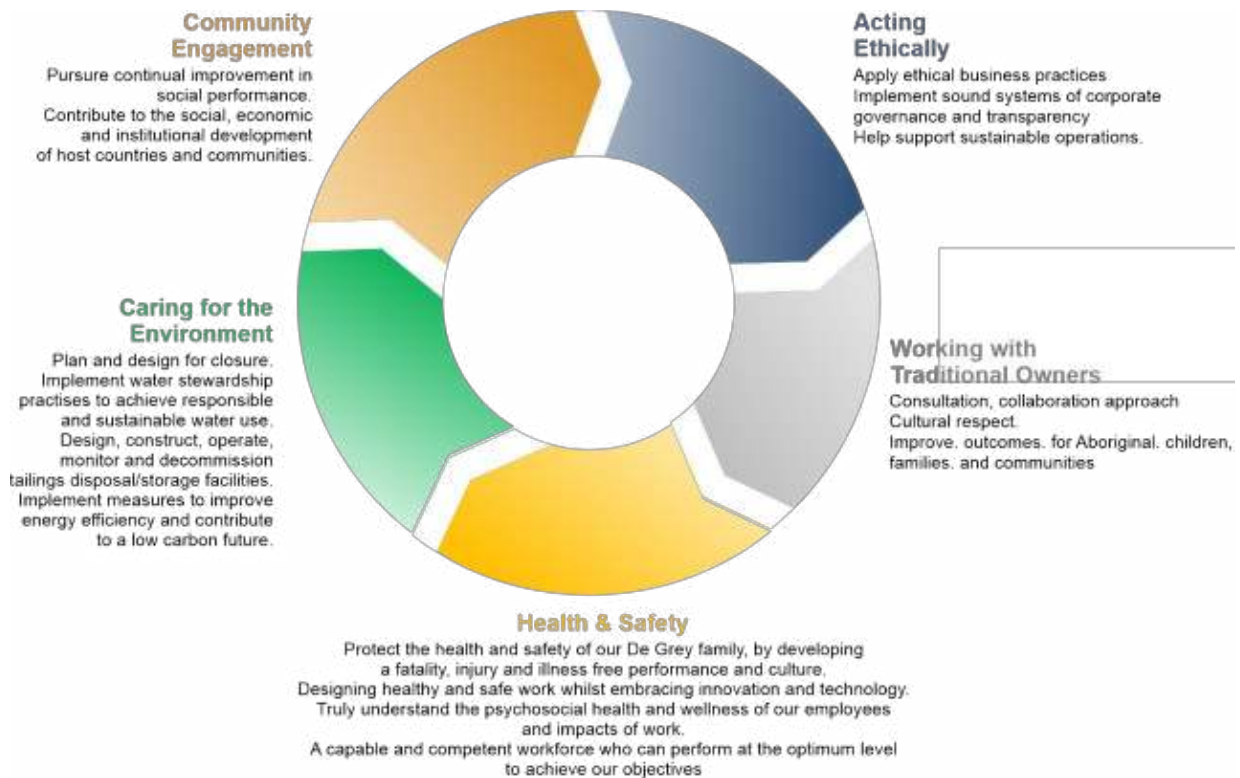 Community
Engagement
Pursure continual improvement in
social performance.
Contribute to the social, economic
and institutional development
of host countries and communities.
Acting
Ethically
Apply ethical business practices
Implement sound systems of corporate
governance and transparency
Help support sustainable operations.
Caring for the
Environment
Plan and design for closure.
Implement water stewardship
practises to achieve responsible
and sustainable water use.
Design, construct, operate,
monitor and decommission
tailings disposal/storage facilities.
Implement measures to improve
energy efficiency and contribute
to a low carbon future.
Working with
Traditional Owners
Consultation, collaboration approach
Cultural respect.
Improve. outcomes. for Aboriginal. children,
families. and communities
Health & Safety
Protect the health and safety of our De Grey family, by developing
a fatality, injury and illness free performance and culture.
Designing healthy and safe work whilst embracing innovation and technology.
Truly understand the psychosocial health and wellness of our employees
and impacts of work.
A capable and competent workforce who can perform at the optimum level
to achieve our objectives